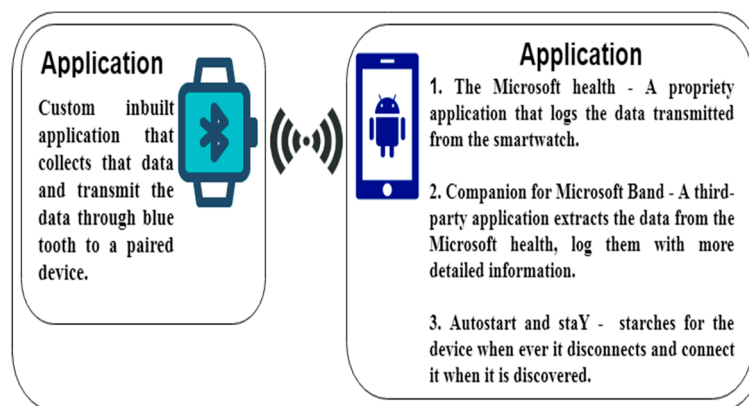 Application
Custom inbuilt
application that
collects that data
and transmit the
data through blue
tooth to a paired
device.
Application
1. The Microsoft health - A propriety
application that logs the data transmitted
from the smartwatch.
2. Companion for Microsoft Band - A third-
party application extracts the data from the
Microsoft health, log them with more
detailed information.
3. Autostart and staY - starches for the
device when ever it disconnects and connect
it when it is discovered.